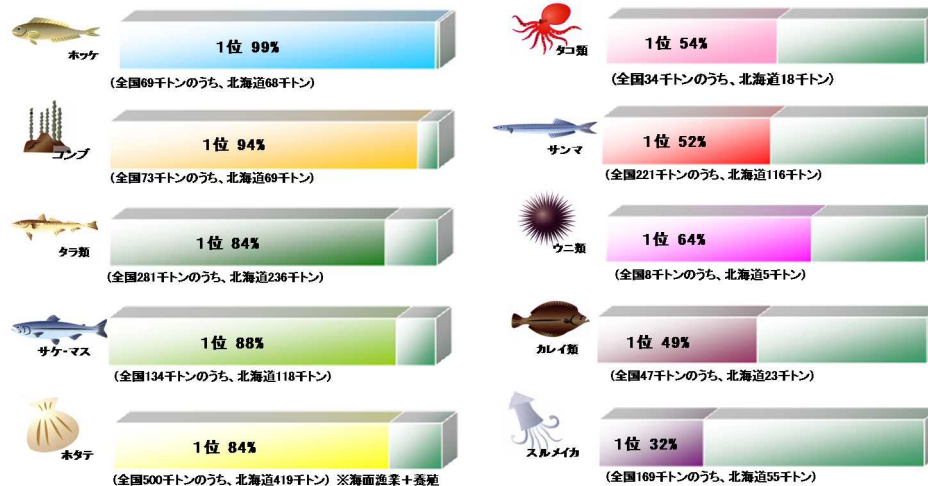 ホッケ
1位 99%
(全国69千トンのうち、北海道68千トン)
コンブ
1位 94%
(全国73千トンのうち、北海道69千トン)
タラ類
1位 84%
(全国281千トンのうち、北海道236千トン)
サケ・マス
1位 88%
(全国134千トンのうち、北海道118千トン)
ホタテ
1位 84%
(全国500千トンのうち、北海道419千トン) ※海面漁業+養殖
タコ類
1位 54%
(全国34千トンのうち、北海道18千トン)
サンマ
1位 52%
(全国221千トンのうち、北海道116千トン)
ウニ類
1位 64%
(全国8千トンのうち、北海道5千トン)
カレイ類
1位 49%
(全国47千トンのうち、北海道23千トン)
スルメイカ
1位 32%
(全国169千トンのうち、北海道55千トン)